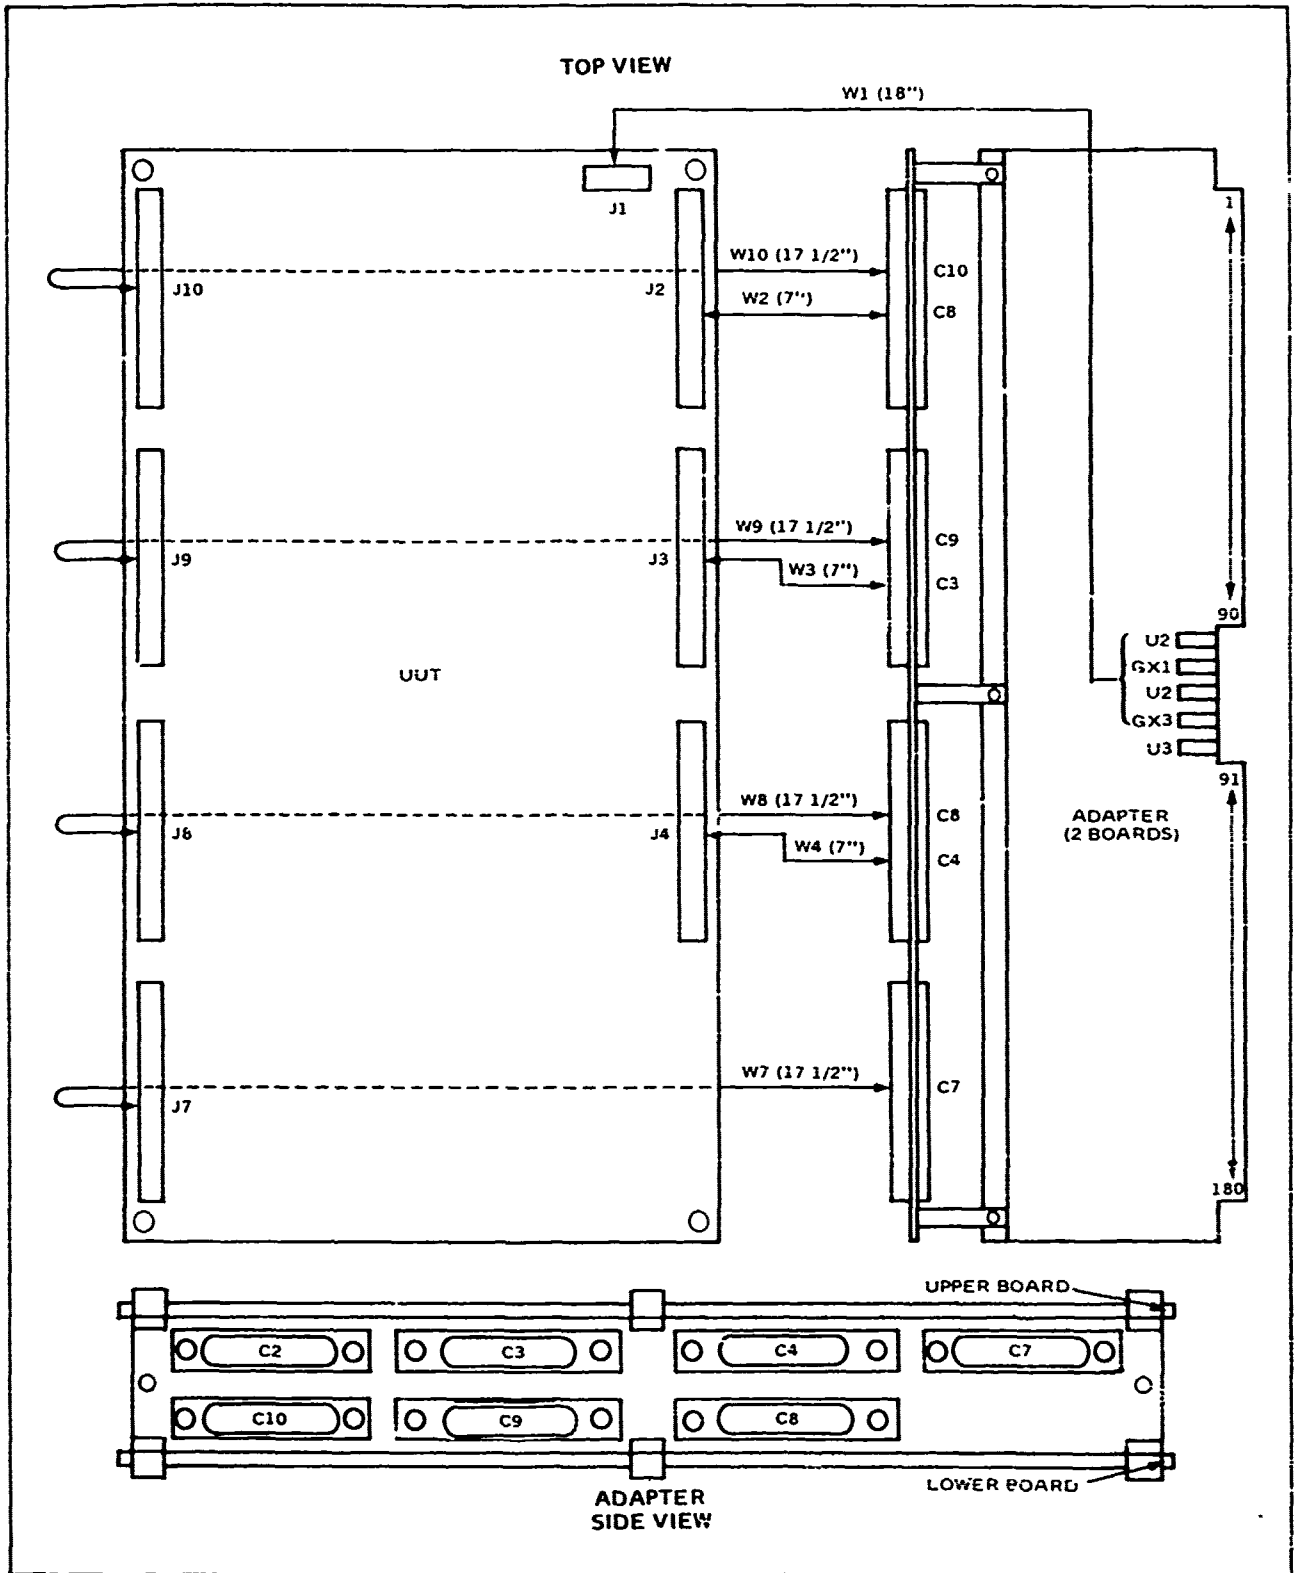 TOP VIEW
W1 (18")
J1
1
W10 (17 1/2")
C10
J10
J2
W2 (7")
C8
W9 (17 1/2")
C9
J9
J3
W3 (7")
C3
90
U2
GX1
U2
GX3
U3
UUT
91
W8 (17 1/2")
C8
J8
J4
W4 (7")
C4
ADAPTER
(2 BOARDS)
W7 (17 1/2")
C7
J7
180
UPPER BOARD
C2
C3
C4
C7
C10
C9
C8
LOWER BOARD
ADAPTER
SIDE VIEW